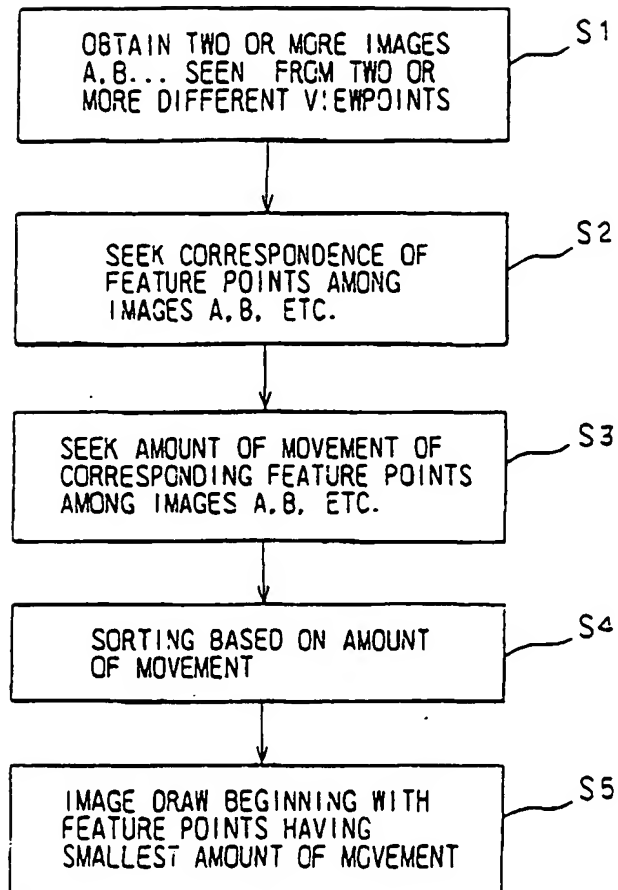 OBTAIN TWO OR MORE IMAGES
A.B... SEEN FROM TWO OR
MORE DIFFERENT VIEWPOINTS
S1
SEEK CORRESPONDENCE OF
FEATURE POINTS AMONG
IMAGES A.B. ETC.
S2
SEEK AMOUNT OF MOVEMENT OF
CORRESPONDING FEATURE POINTS
AMONG IMAGES A.B. ETC.
S3
SORTING BASED ON AMOUNT
OF MOVEMENT
S4
IMAGE DRAW BEGINNING WITH
FEATURE POINTS HAVING
SMALLEST AMOUNT OF MOVEMENT
S5